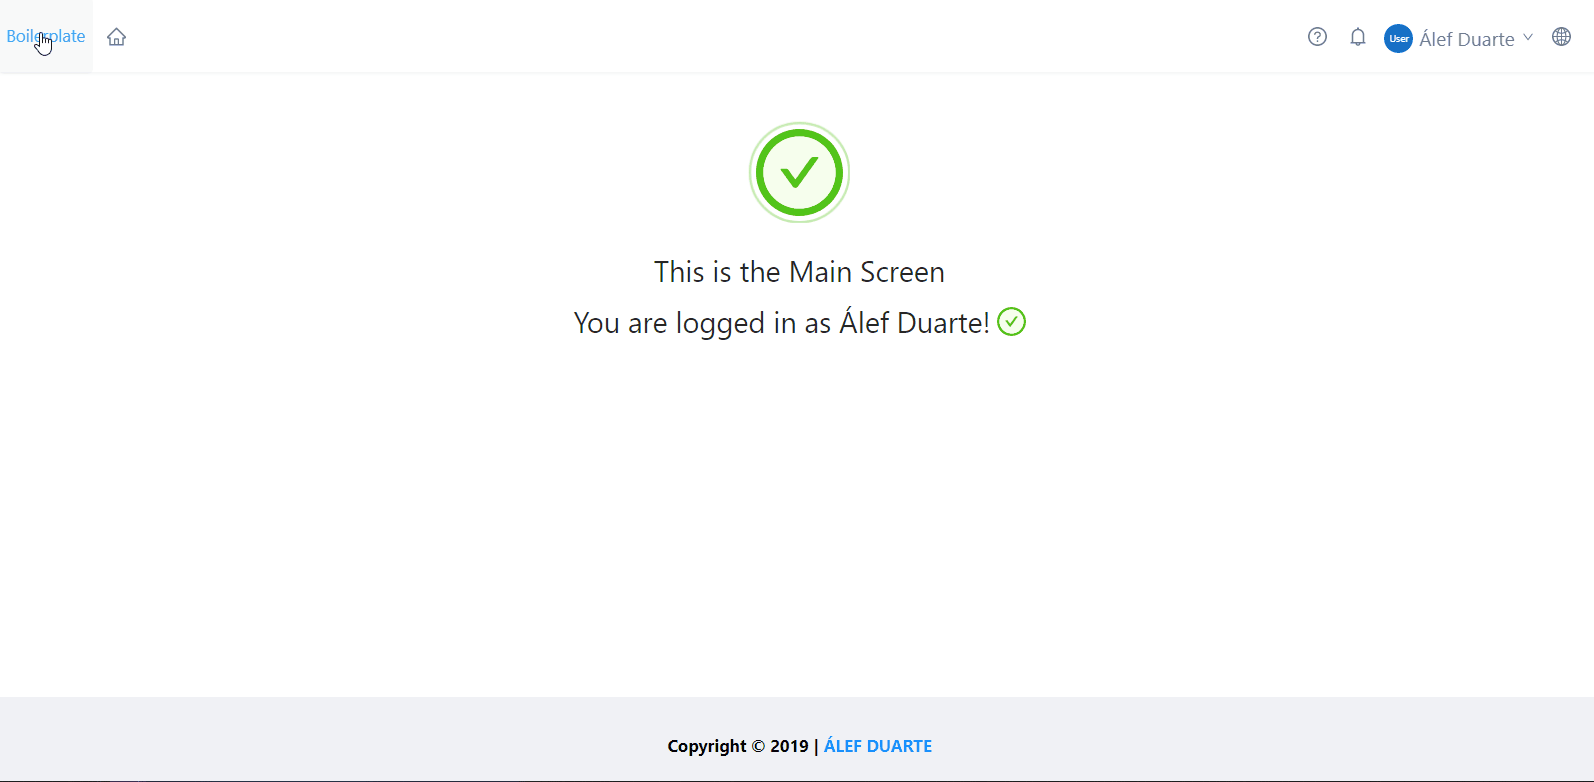 Boilerplate
User Álef Duarte
This is the Main Screen
You are logged in as Álef Duarte!
Copyright © 2019 | ÁLEF DUARTE